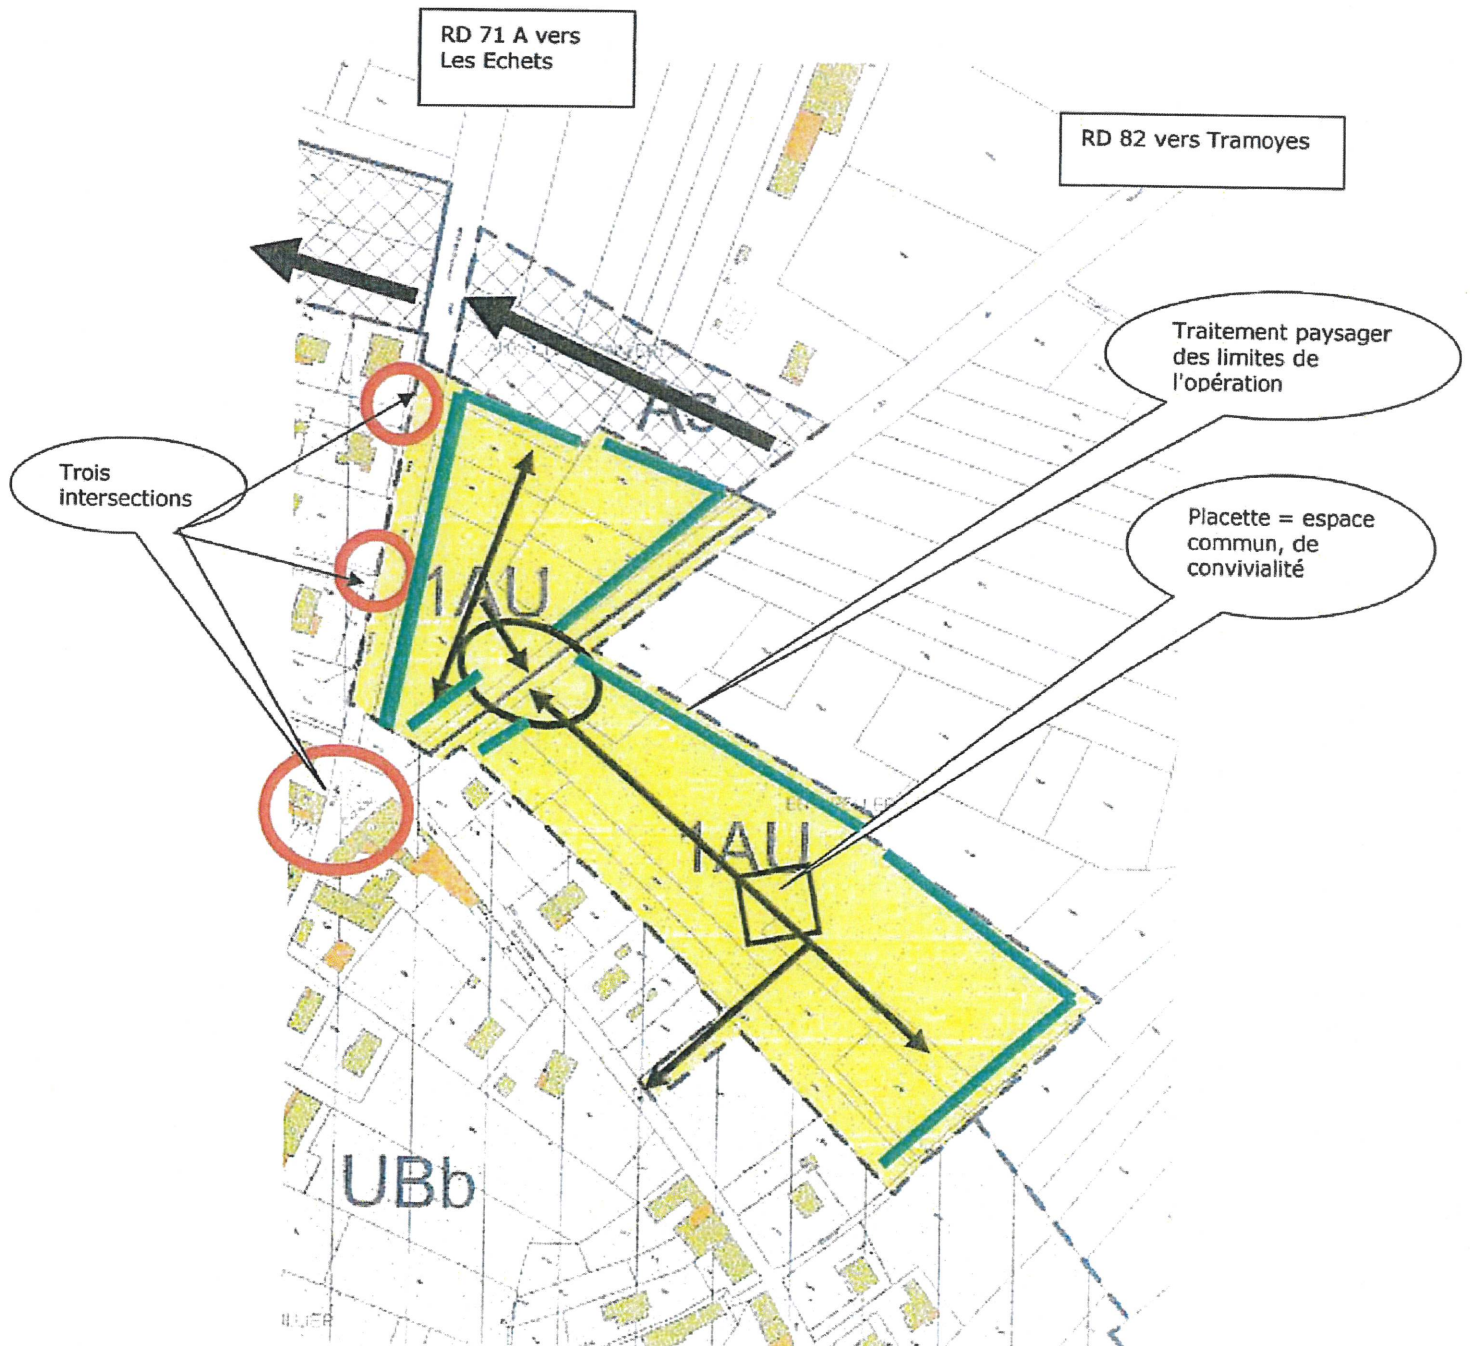 RD 71 A vers
Les Echets
RD 82 vers Tramoyes
Traitement paysager
des limites de
l'opération
As
Trois
intersections
Placette = espace
commun, de
convivialité
1AU
1AU
UBb